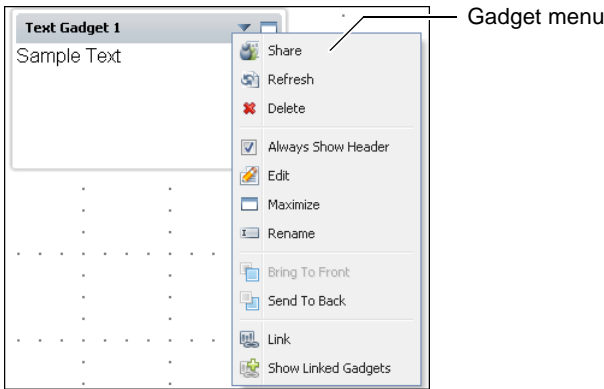 Gadget menu
Text Gadget 1
Sample Text
Share
Refresh
Delete
Always Show Header
Edit
Maximize
Rename
Bring To Front
Send To Back
Link
Show Linked Gadgets